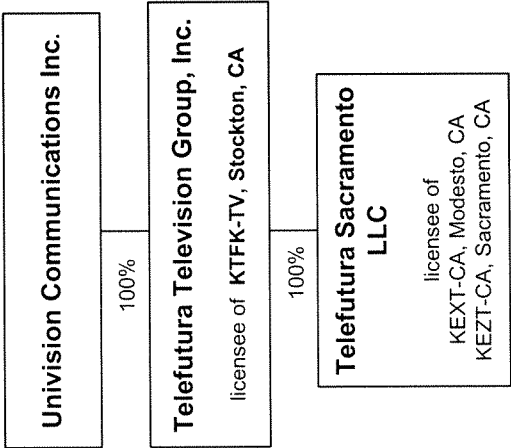 Univision Communications Inc.
100%
Telefutura Television Group, Inc.
licensee of KTFK-TV, Stockton, CA
100%
Telefutura Sacramento
LLC
licensee of
KEXT-CA, Modesto, CA
KEZT-CA, Sacramento, CA